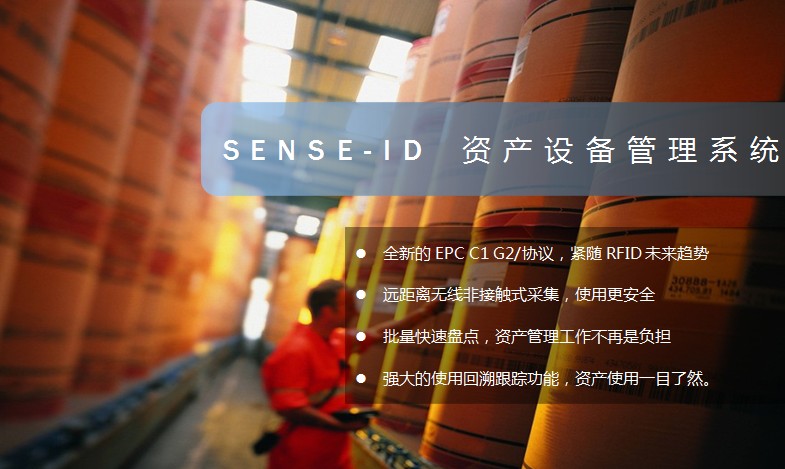 SENSE-ID 资产设备管理系统
全新的 EPC C1 G2/协议，紧随 RFID 未来趋势
远距离无线非接触式采集，使用更安全
批量快速盘点，资产管理工作不再是负担
强大的使用回溯跟踪功能，资产使用一目了然。